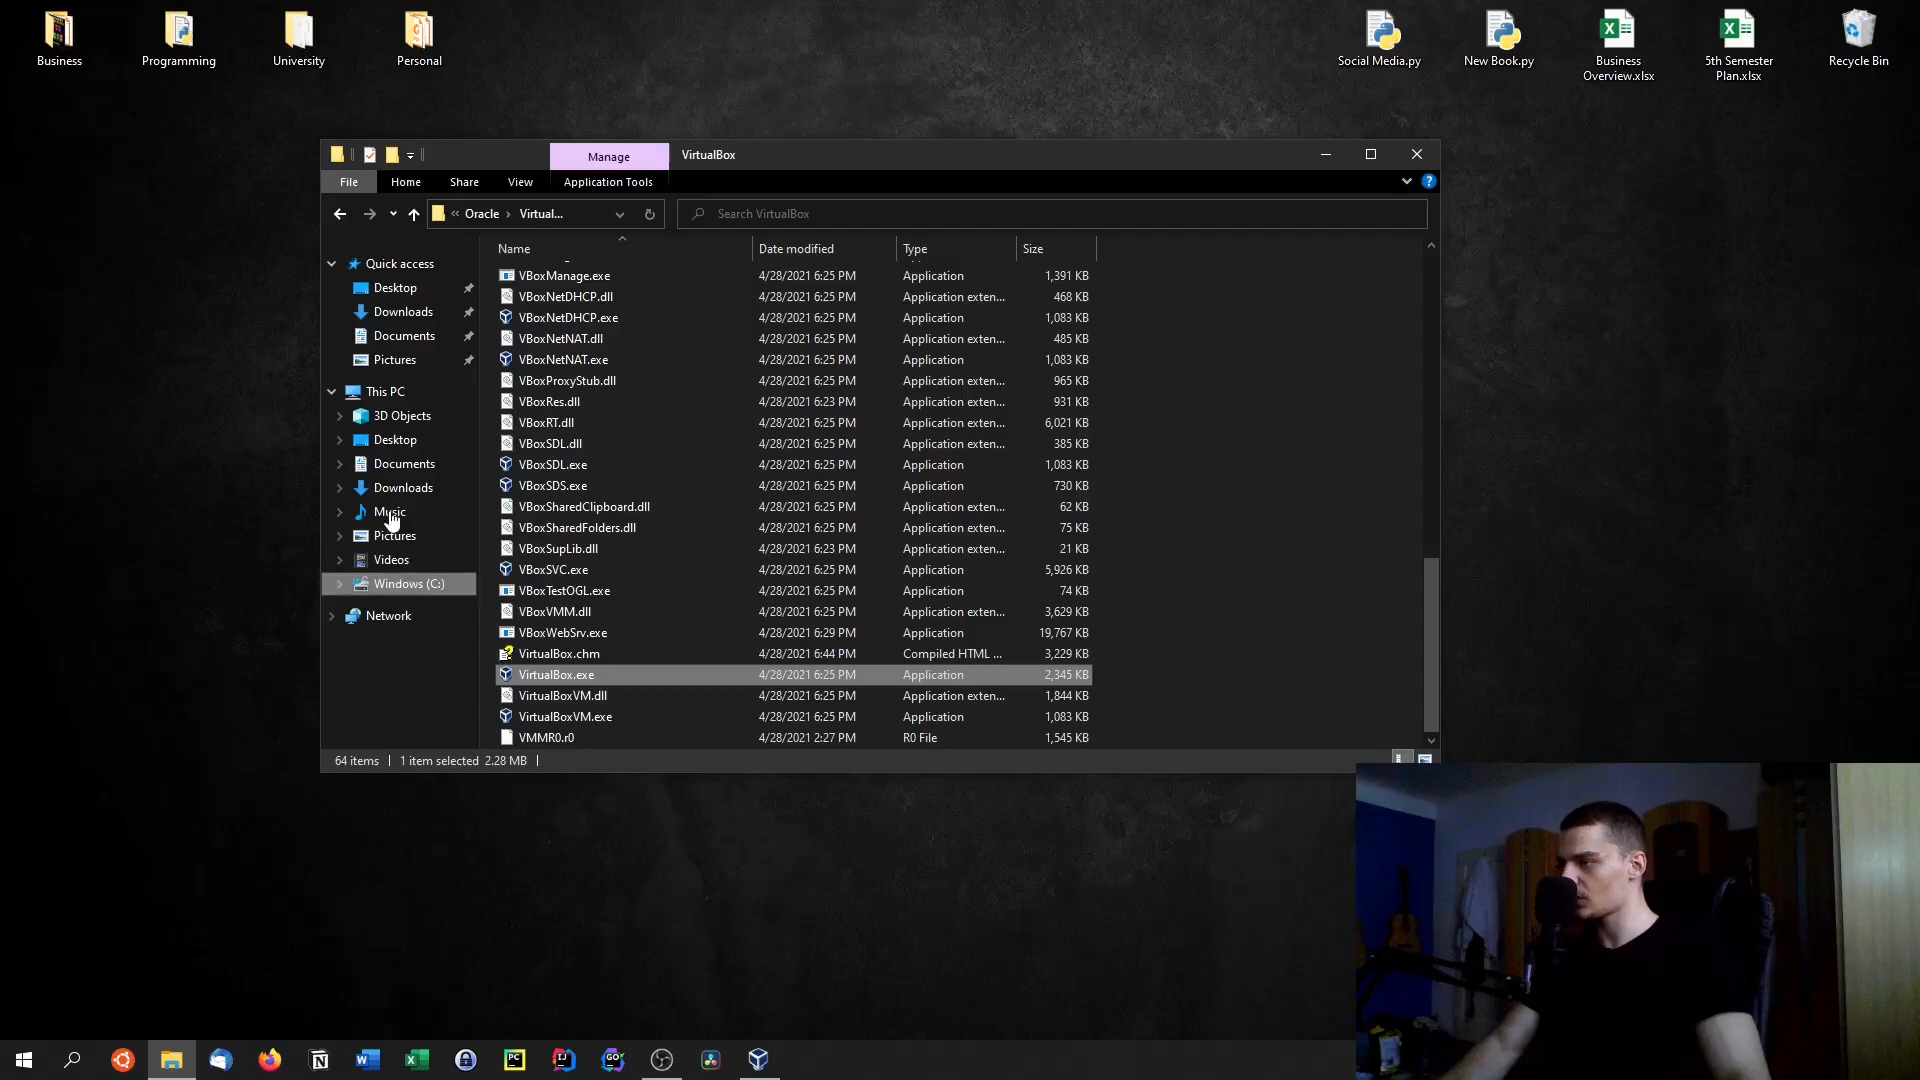 Business
Programming
University
Personal
Social Media.py
New Book.py
Business
Overview.xlsx
5th Semester
Plan.xlsx
Recycle Bin
Manage
VirtualBox
File
Home
Share
View
Application Tools
« Oracle › Virtual...
Search VirtualBox
Name
Date modified
Type
Size
Quick access
Desktop
Downloads
Documents
Pictures
This PC
3D Objects
Desktop
Documents
Downloads
Music
Pictures
Videos
Windows (C:)
Network
VBoxManage.exe 4/28/2021 6:25 PM Application 1,391 KB
VBoxNetDHCP.dll 4/28/2021 6:25 PM Application exten... 468 KB
VBoxNetDHCP.exe 4/28/2021 6:25 PM Application 1,083 KB
VBoxNetNAT.dll 4/28/2021 6:25 PM Application exten... 485 KB
VBoxNetNAT.exe 4/28/2021 6:25 PM Application 1,083 KB
VBoxProxyStub.dll 4/28/2021 6:25 PM Application exten... 965 KB
VBoxRes.dll 4/28/2021 6:23 PM Application exten... 931 KB
VBoxRT.dll 4/28/2021 6:25 PM Application exten... 6,021 KB
VBoxSDL.dll 4/28/2021 6:25 PM Application exten... 385 KB
VBoxSDL.exe 4/28/2021 6:25 PM Application 1,083 KB
VBoxSDS.exe 4/28/2021 6:25 PM Application 730 KB
VBoxSharedClipboard.dll 4/28/2021 6:25 PM Application exten... 62 KB
VBoxSharedFolders.dll 4/28/2021 6:25 PM Application exten... 75 KB
VBoxSupLib.dll 4/28/2021 6:23 PM Application exten... 21 KB
VBoxSVC.exe 4/28/2021 6:25 PM Application 5,926 KB
VBoxTestOGL.exe 4/28/2021 6:25 PM Application 74 KB
VBoxVMM.dll 4/28/2021 6:25 PM Application exten... 3,629 KB
VBoxWebSrv.exe 4/28/2021 6:29 PM Application 19,767 KB
VirtualBox.chm 4/28/2021 6:44 PM Compiled HTML ... 3,229 KB
VirtualBox.exe 4/28/2021 6:25 PM Application 2,345 KB
VirtualBoxVM.dll 4/28/2021 6:25 PM Application exten... 1,844 KB
VirtualBoxVM.exe 4/28/2021 6:25 PM Application 1,083 KB
VMMR0.r0 4/28/2021 2:27 PM R0 File 1,545 KB
64 items
1 item selected 2.28 MB